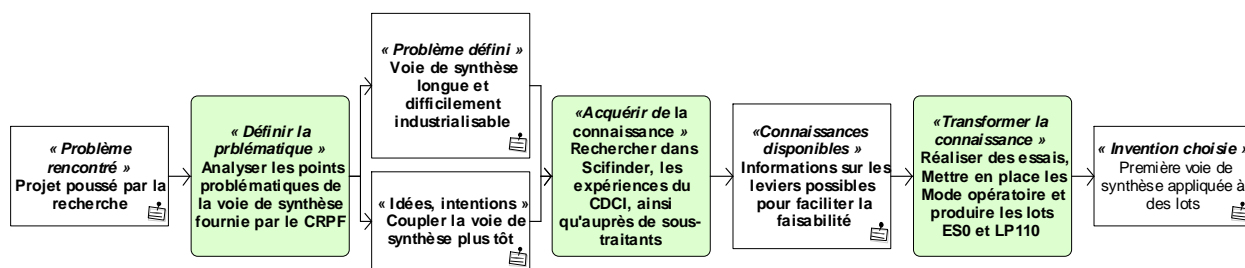 « Problème
rencontré »
Projet poussé par la
recherche
« Définir la
prblématique »
Analyser les points
problématiques de
la voie de synthèse
fournie par le CRPF
« Problème défini »
Voie de synthèse
longue et
difficilement
industrialisable
« Idées, intentions »
Coupler la voie de
synthèse plus tôt
«Acquérir de la
connaissance »
Rechercher dans
Scifinder, les
expériences du
CDCI, ainsi
qu'auprès de sous-
traitants
«Connaissances
disponibles »
Informations sur les
leviers possibles
pour faciliter la
faisabilité
«Transformer la
connaissance »
Réaliser des essais,
Mettre en place les
Mode opératoire et
produire les lots
ES0 et LP110
« Invention choisie »
Première voie de
synthèse appliquée à
des lots